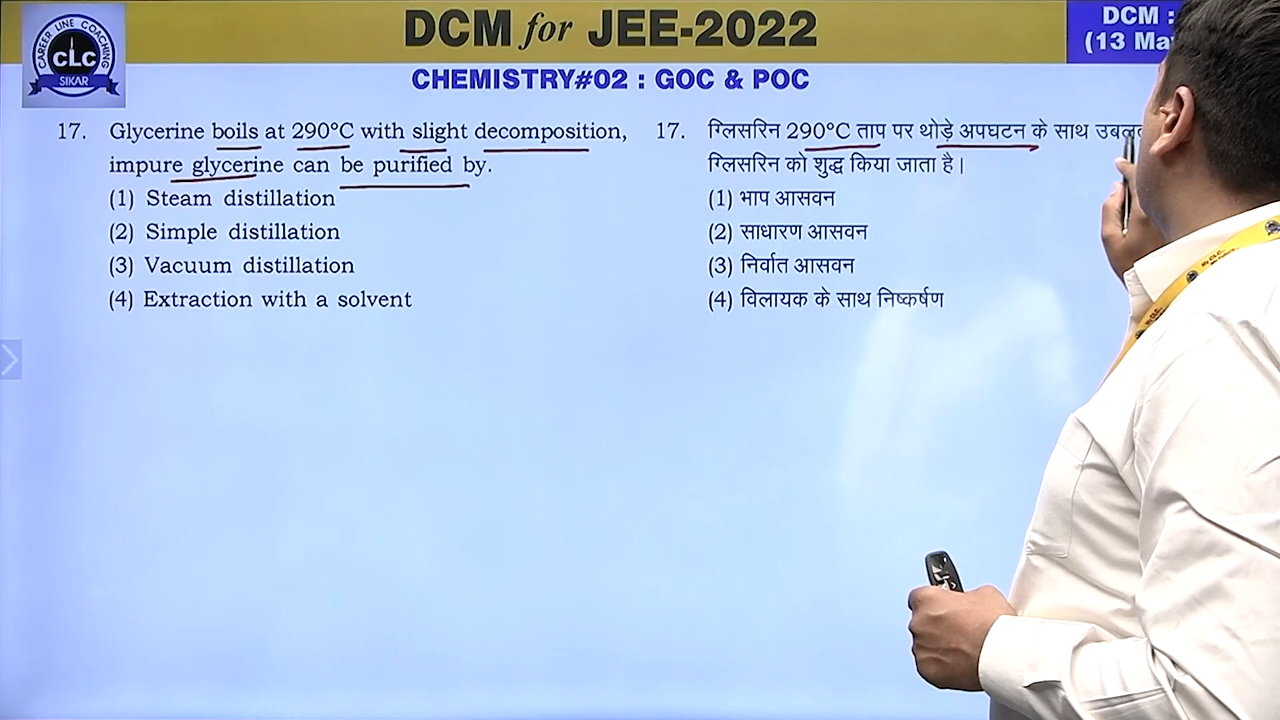 DCM for JEE-2022
DCM :
(13
CAREER LINE COACHING
CLC
SIKAR
CHEMISTRY#02 : GOC & POC
17. Glycerine boils at 290°C with slight decomposition,
impure glycerine can be purified by.
(1) Steam distillation
(2) Simple distillation
(3) Vacuum distillation
(4) Extraction with a solvent
17. ग्लिसरिन 290°C ताप पर थोड़े अपघटन के साथ
ग्लिसरिन को शुद्ध किया जाता है।
(1) भाप आसवन
(2) साधारण आसवन
(3) निर्वात आसवन
(4) विलायक के साथ निष्कर्षण